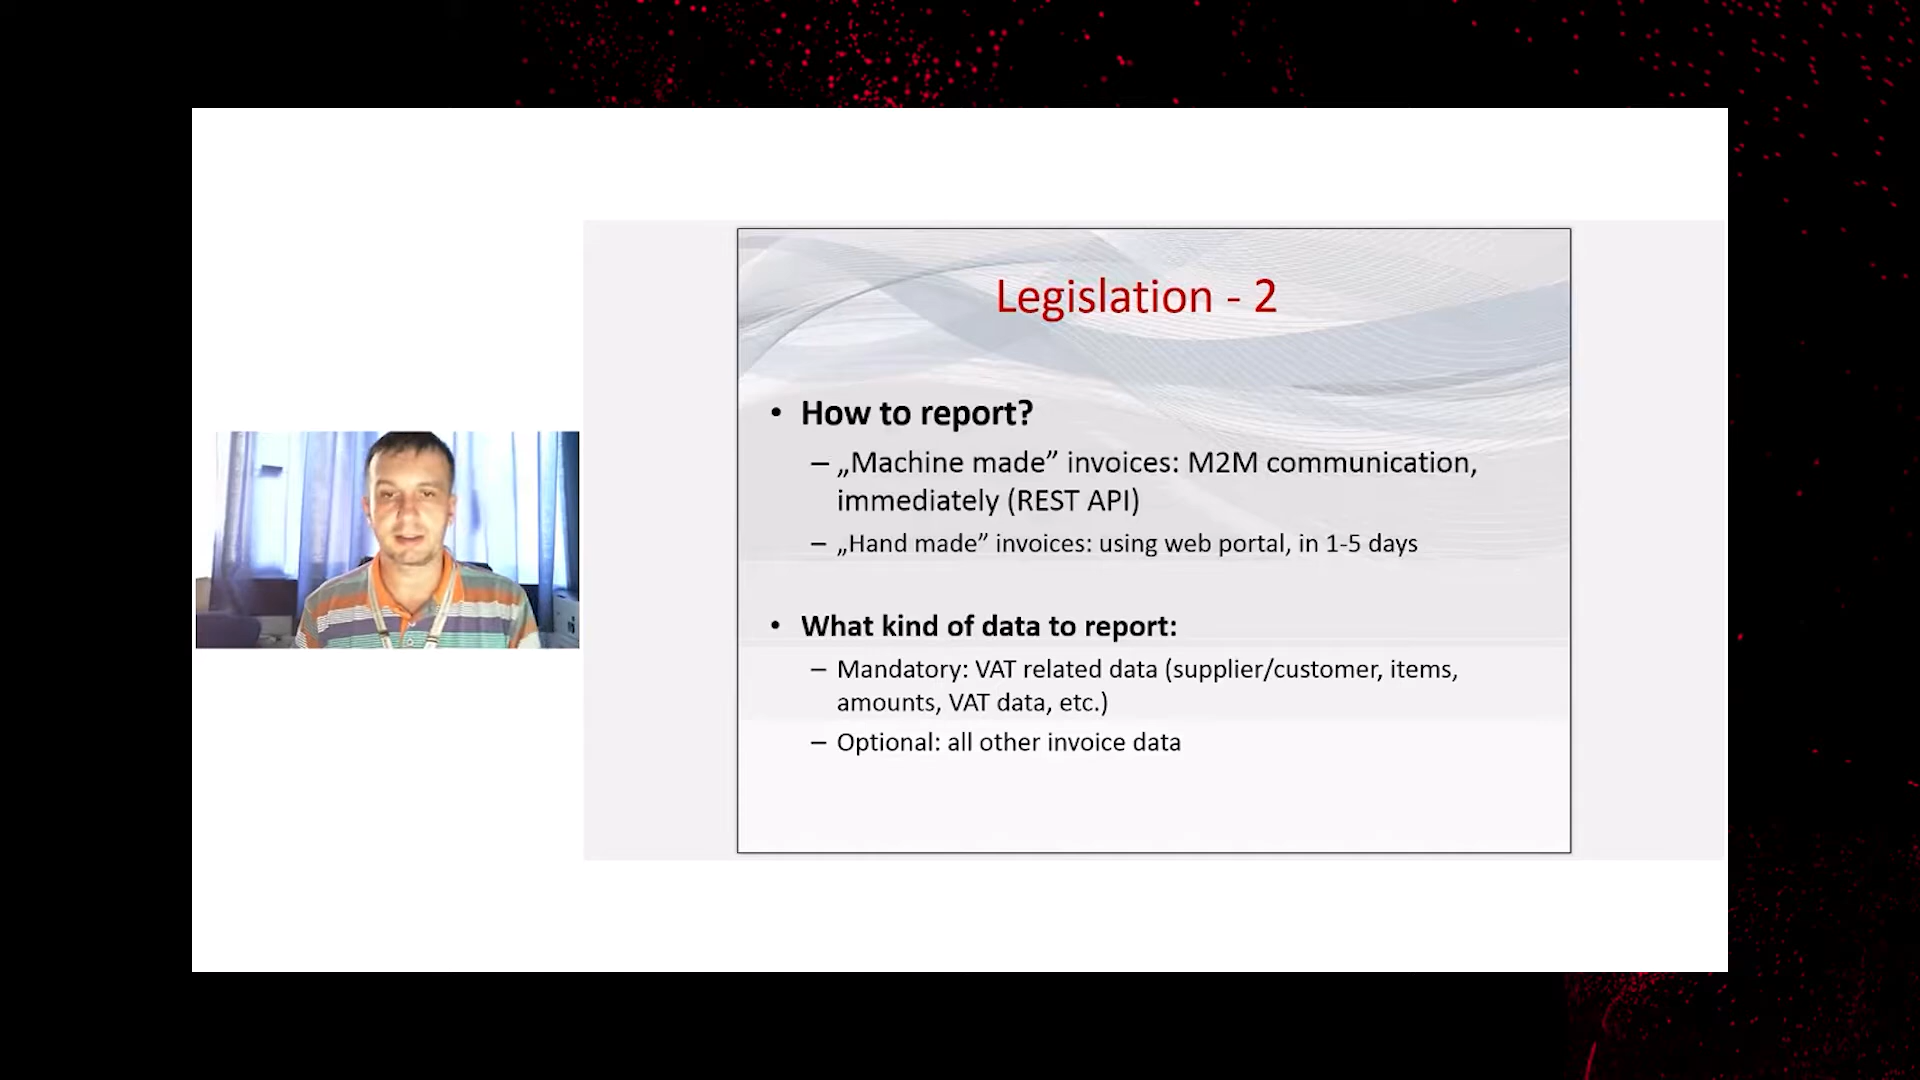 Legislation - 2
• How to report?
– „Machine made” invoices: M2M communication,
immediately (REST API)
– „Hand made” invoices: using web portal, in 1-5 days
• What kind of data to report:
– Mandatory: VAT related data (supplier/customer, items,
amounts, VAT data, etc.)
– Optional: all other invoice data